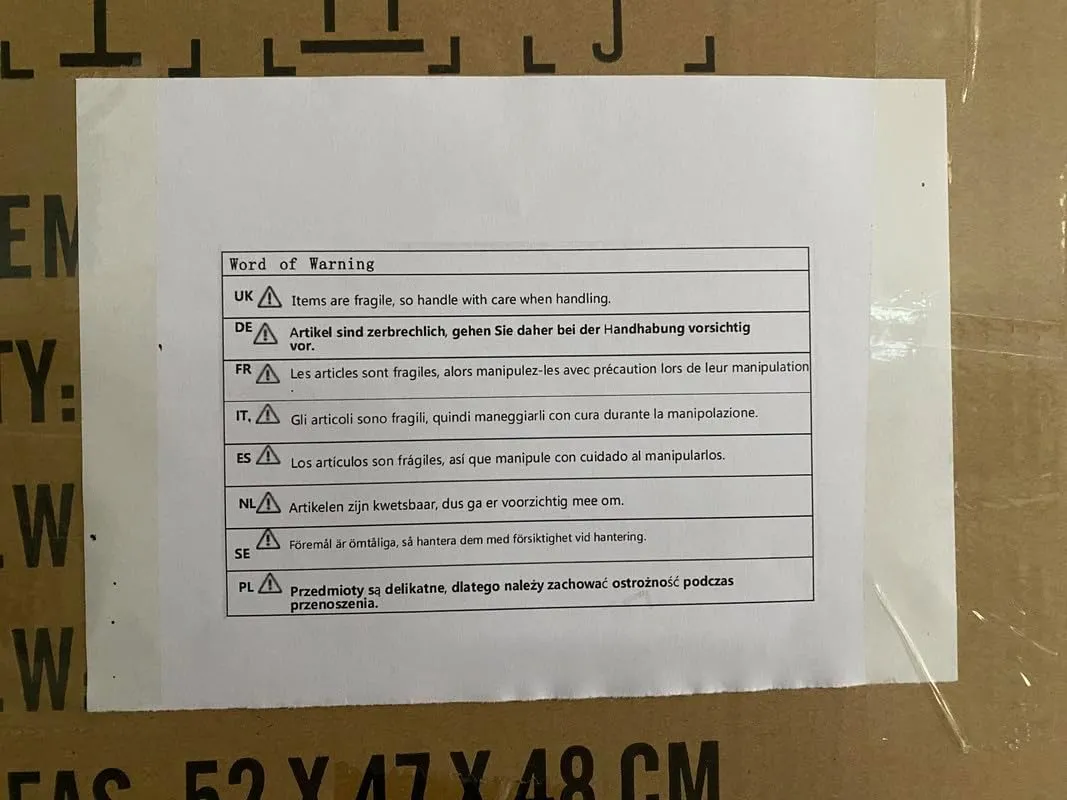 Word of Warning
UK Items are fragile, so handle with care when handling.
DE Artikel sind zerbrechlich, gehen Sie daher bei der Handhabung vorsichtig
vor.
FR Les articles sont fragiles, alors manipulez-les avec précaution lors de leur manipulation
.
IT, Gli articoli sono fragili, quindi maneggiarli con cura durante la manipolazione.
ES Los artículos son frágiles, así que manipule con cuidado al manipularlos.
NL Artikelen zijn kwetsbaar, dus ga er voorzichtig mee om.
SE Föremål är ömtåliga, så hantera dem med försiktighet vid hantering.
PL Przedmioty są delikatne, dlatego należy zachować ostrożność podczas
przenoszenia.
EM
TY:
.W
.W
EAS. 52 X 47 X 48 CM